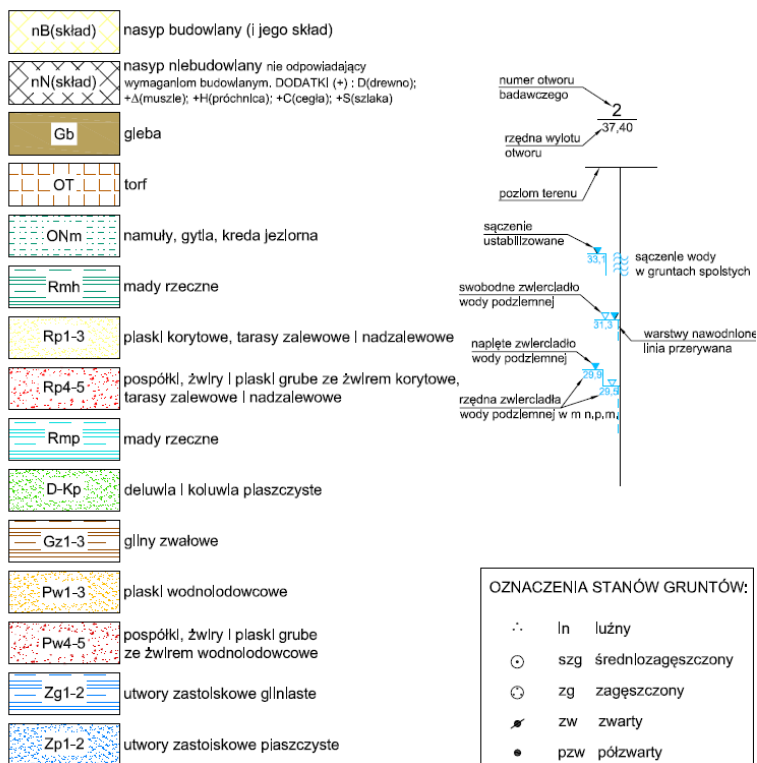 nB(skład) nasyp budowlany (i jego skład)
nN(skład) nasyp niebudowlany nie odpowiadający
wymaganiom budowlanym. DODATKI (+) : D(drewno);
+Δ(muszle); +H(próchnica); +C(cegła); +S(szlaka)
Gb gleba
OT torf
ONm namuły, gytia, kreda jeziorna
Rmh mady rzeczne
Rp1-3 piaski korytowe, tarasy zalewowe i nadzalewowe
Rp4-5 pospółki, żwiry i piaski grube ze żwirem korytowe,
tarasy zalewowe i nadzalewowe
Rmp mady rzeczne
D-Kp deluwia i koluwia piaszczyste
Gz1-3 gliny zwałowe
Pw1-3 piaski wodnolodowcowe
Pw4-5 pospółki, żwiry i piaski grube
ze żwirem wodnolodowcowe
Zg1-2 utwory zastoiskowe gliniaste
Zp1-2 utwory zastoiskowe piaszczyste
numer otworu
badawczego
2
37,40
rzędna wylotu
otworu
poziom terenu
sączenie
ustabilizowane
33,1
sączenie wody
w gruntach spoistych
swobodne zwierciadło
wody podziemnej
31,3
warstwy nawodnione
linia przerywana
napięte zwierciadło
wody podziemnej
29,9
29,5
rzędna zwierciadła
wody podziemnej w m n,p,m,
OZNACZENIA STANÓW GRUNTÓW:
ln luźny
szg średniozagęszczony
zg zagęszczony
zw zwarty
pzw półzwarty